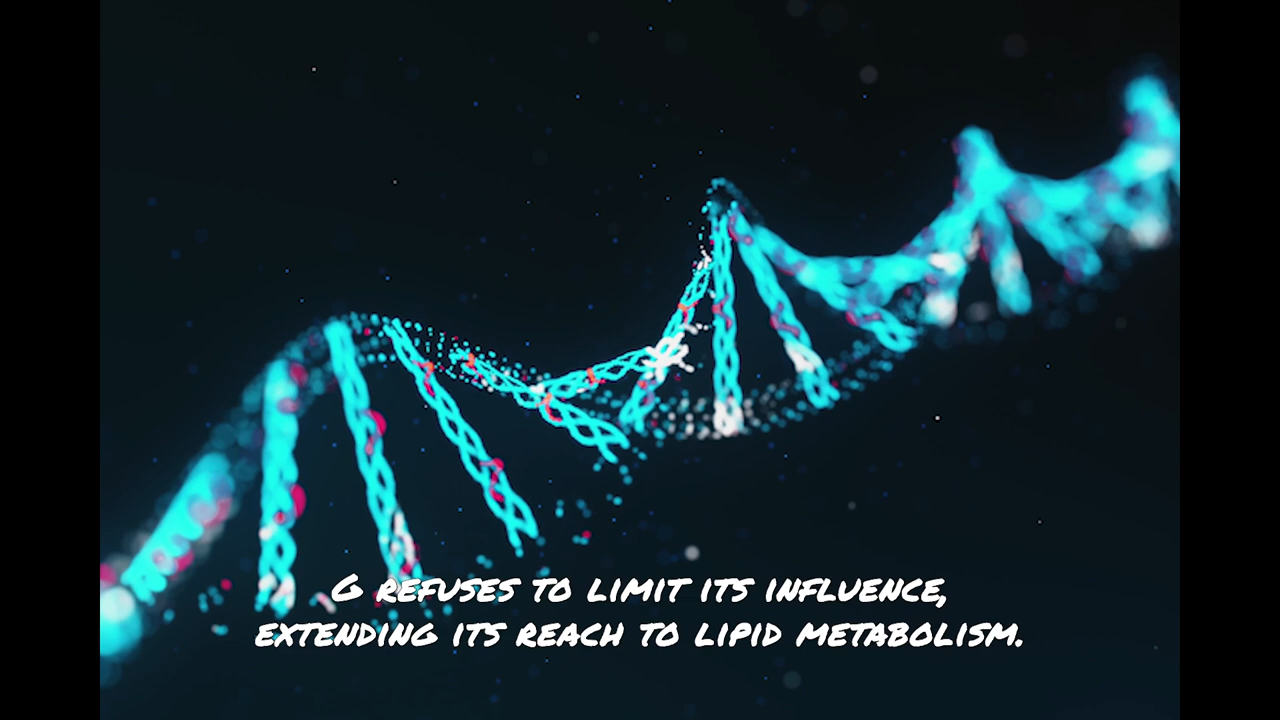 G REFUSES TO LIMIT ITS INFLUENCE,
EXTENDING ITS REACH TO LIPID METABOLISM.